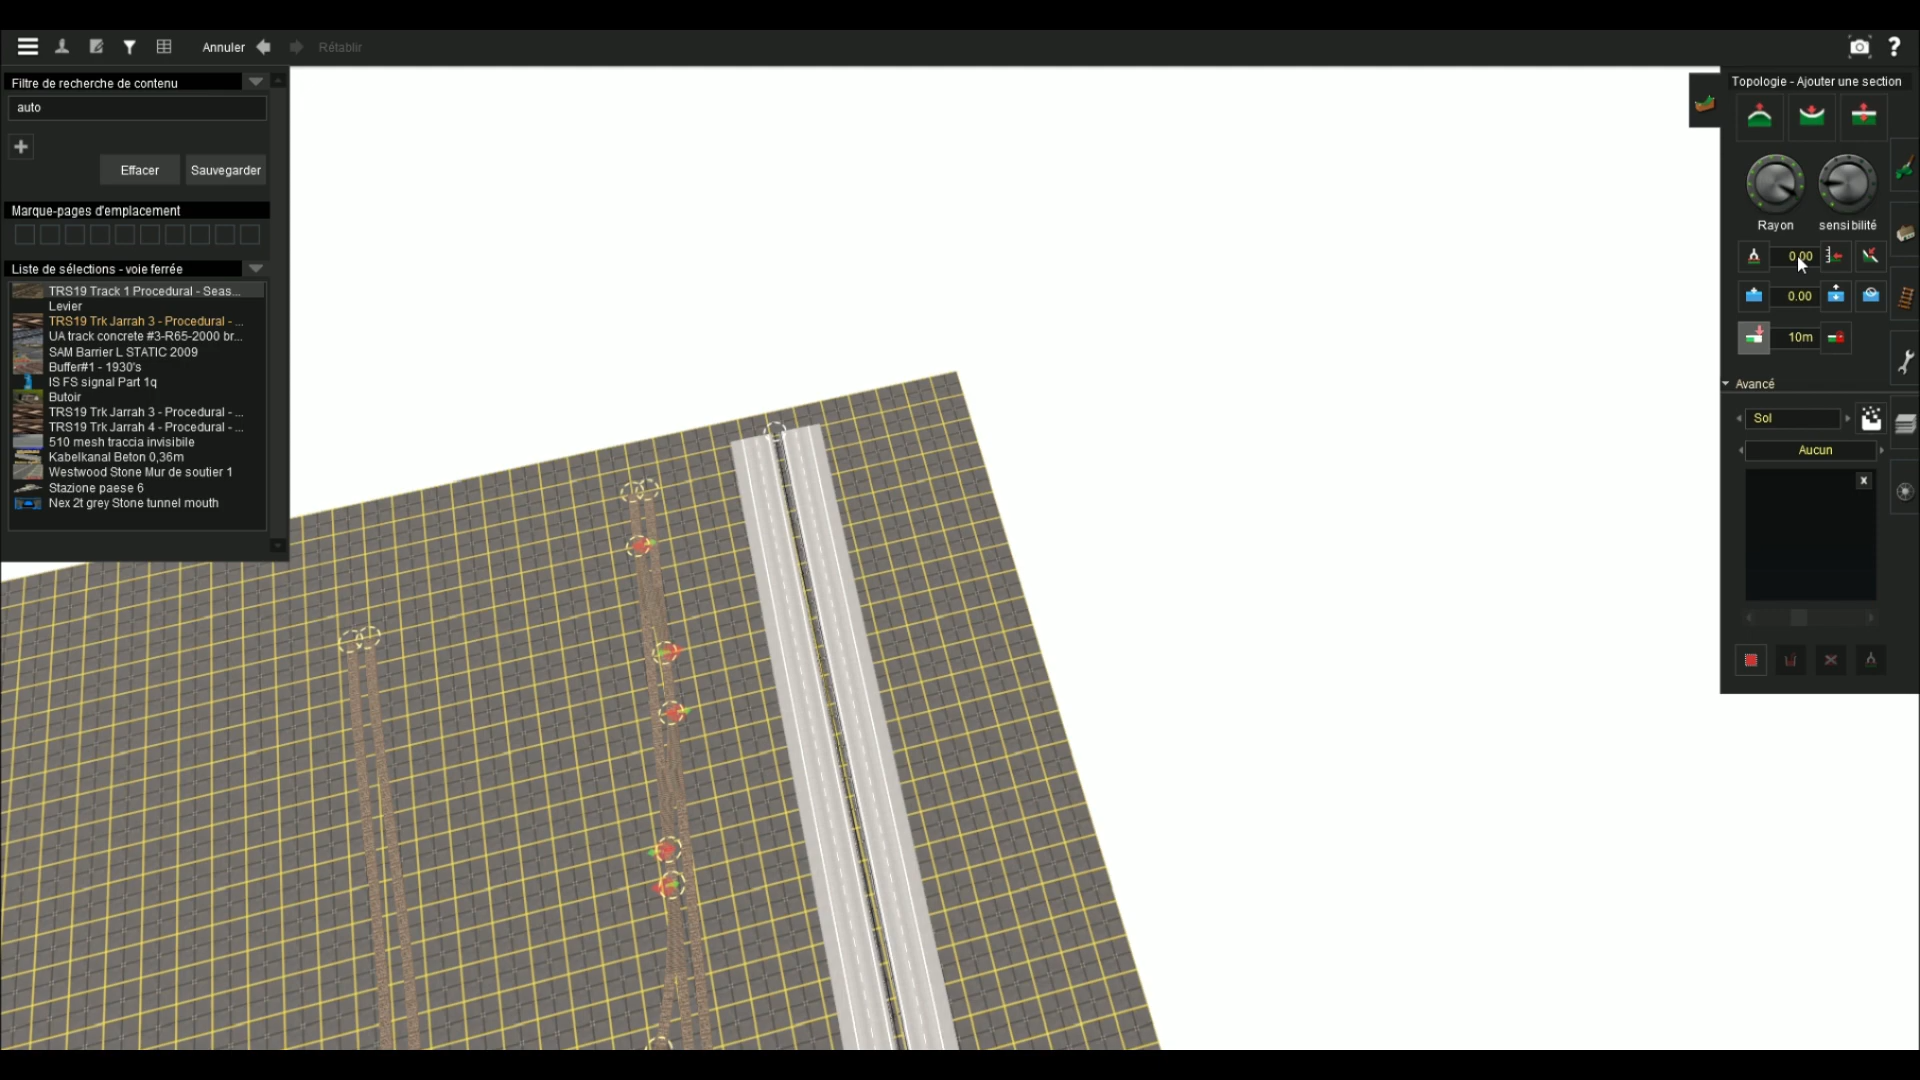 Annuler
Rétablir
?
Filtre de recherche de contenu
auto
Effacer
Sauvegarder
Marque-pages d'emplacement
Liste de sélections - voie ferrée
TRS19 Track 1 Procedural - Seas...
Levier
TRS19 Trk Jarrah 3 - Procedural - ...
UA track concrete #3-R65-2000 br...
SAM Barrier L STATIC 2009
Buffer#1 - 1930's
IS FS signal Part 1q
Butoir
TRS19 Trk Jarrah 3 - Procedural - ...
TRS19 Trk Jarrah 4 - Procedural - ...
510 mesh traccia invisibile
Kabelkanal Beton 0,36m
Westwood Stone Mur de soutier 1
Stazione paese 6
Nex 2t grey Stone tunnel mouth
Topologie - Ajouter une section
Rayon
sensibilité
0.00
0.00
10m
Avancé
Sol
Aucun
x